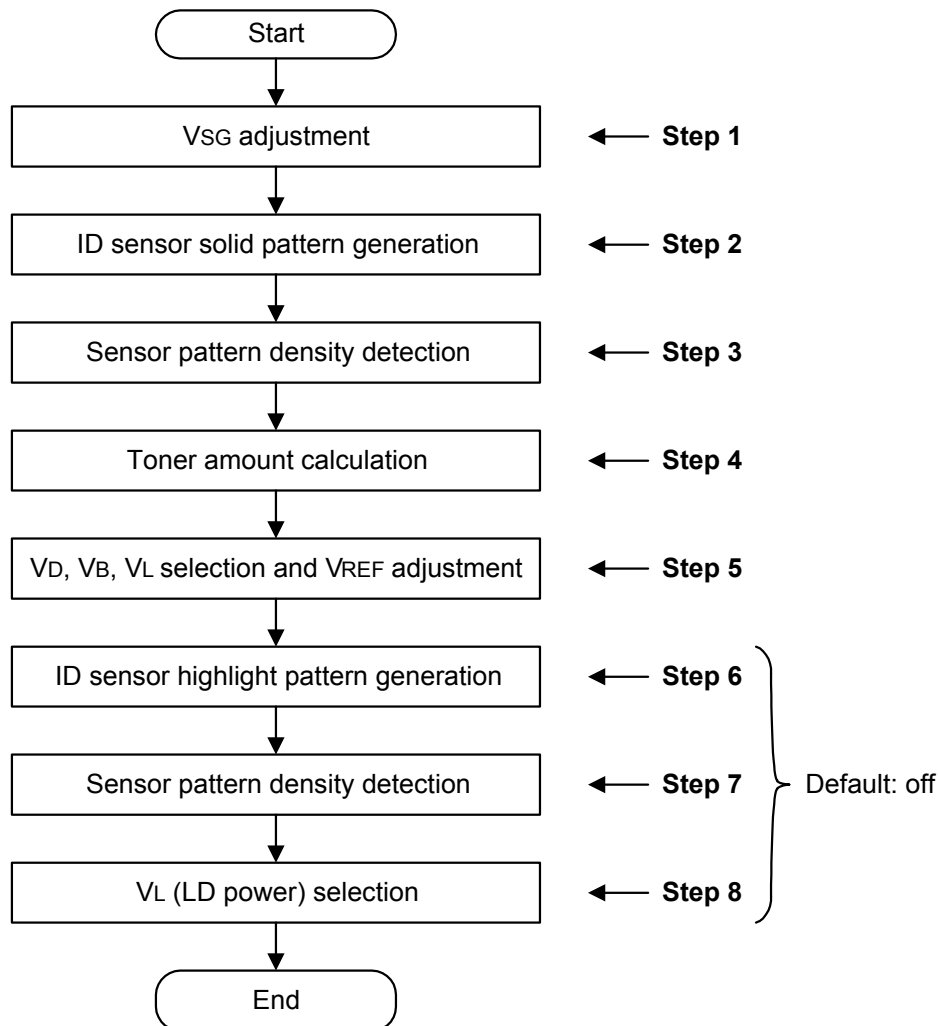 Start
VSG adjustment
Step 1
ID sensor solid pattern generation
Step 2
Sensor pattern density detection
Step 3
Toner amount calculation
Step 4
VD, VB, VL selection and VREF adjustment
Step 5
ID sensor highlight pattern generation
Step 6
Sensor pattern density detection
Step 7
Default: off
VL (LD power) selection
Step 8
End